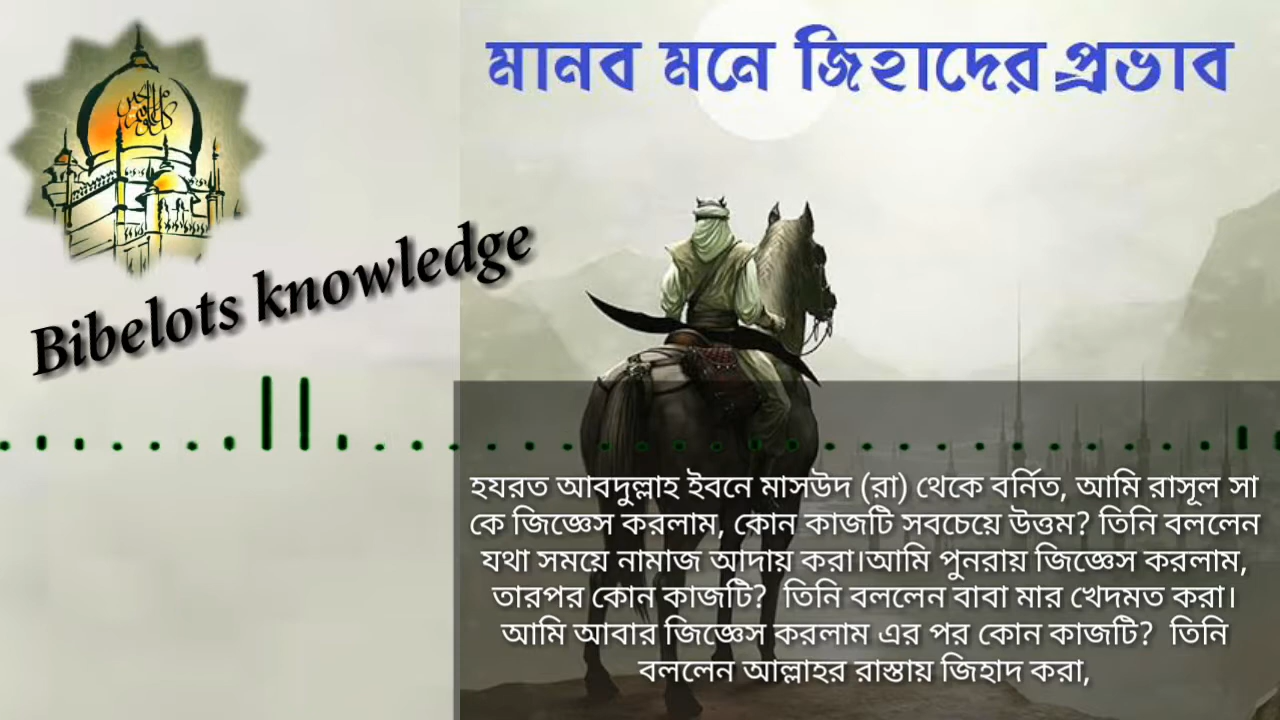 মানব মনে জিহাদের প্রভাব
Bibelots knowledge
হযরত আবদুল্লাহ ইবনে মাসউদ (রা) থেকে বর্নিত, আমি রাসূল সা
কে জিজ্ঞেস করলাম, কোন কাজটি সবচেয়ে উত্তম? তিনি বললেন
যথা সময়ে নামাজ আদায় করা।আমি পুনরায় জিজ্ঞেস করলাম,
তারপর কোন কাজটি? তিনি বললেন বাবা মার খেদমত করা।
আমি আবার জিজ্ঞেস করলাম এর পর কোন কাজটি? তিনি
বললেন আল্লাহর রাস্তায় জিহাদ করা,